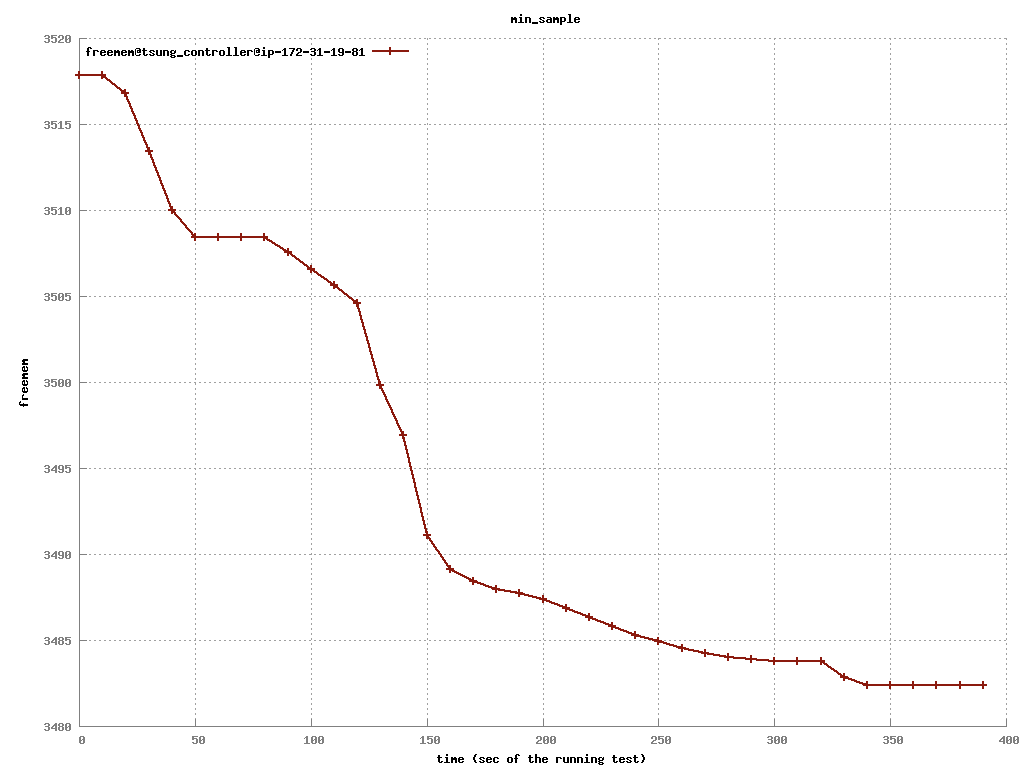 min_sample
freemem@tsung_controller@ip-172-31-19-81
3520
3515
3510
3505
3500
3495
3490
3485
3480
freemem
0 50 100 150 200 250 300 350 400
time (sec of the running test)